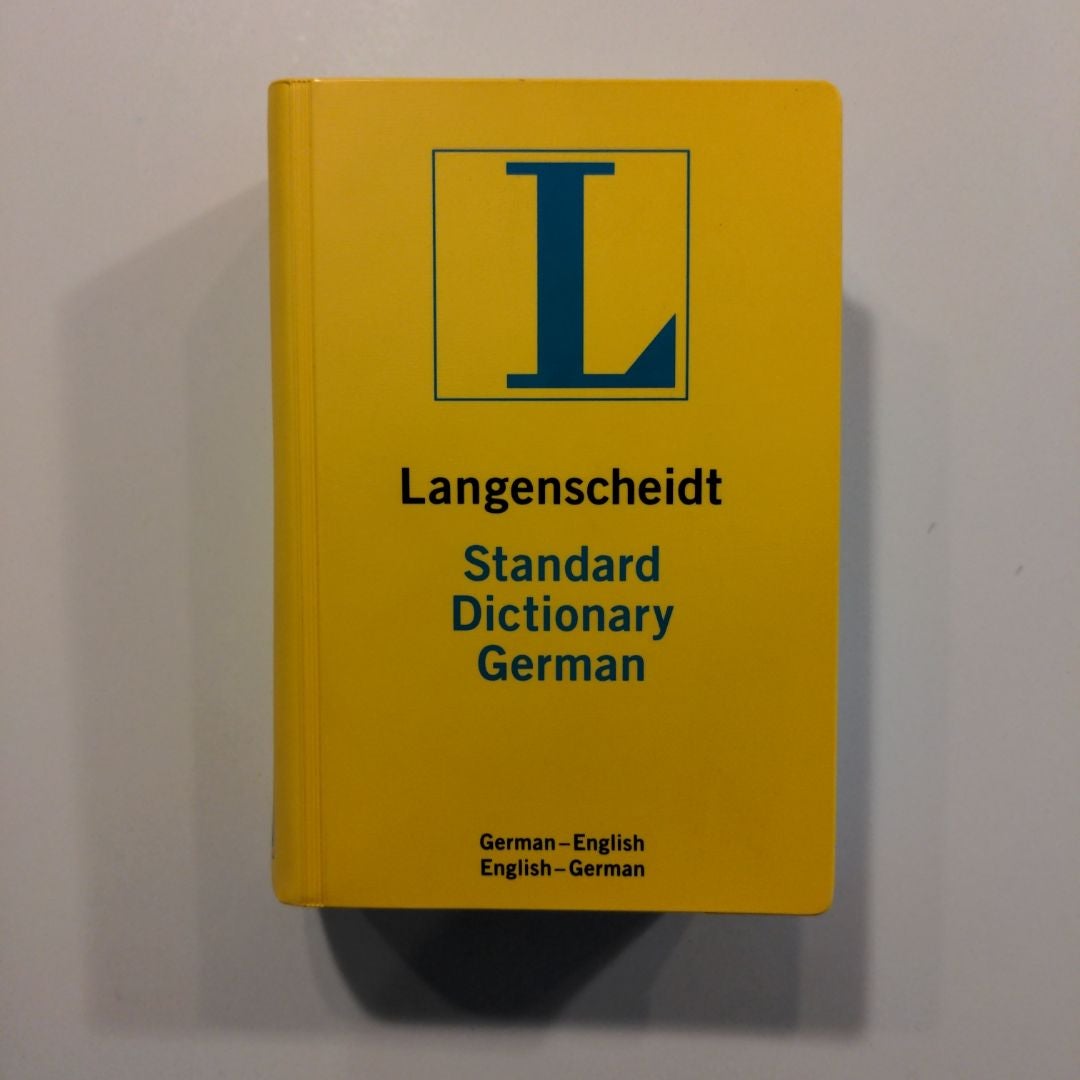 L
Langenscheidt
Standard
Dictionary
German
German–English
English–German